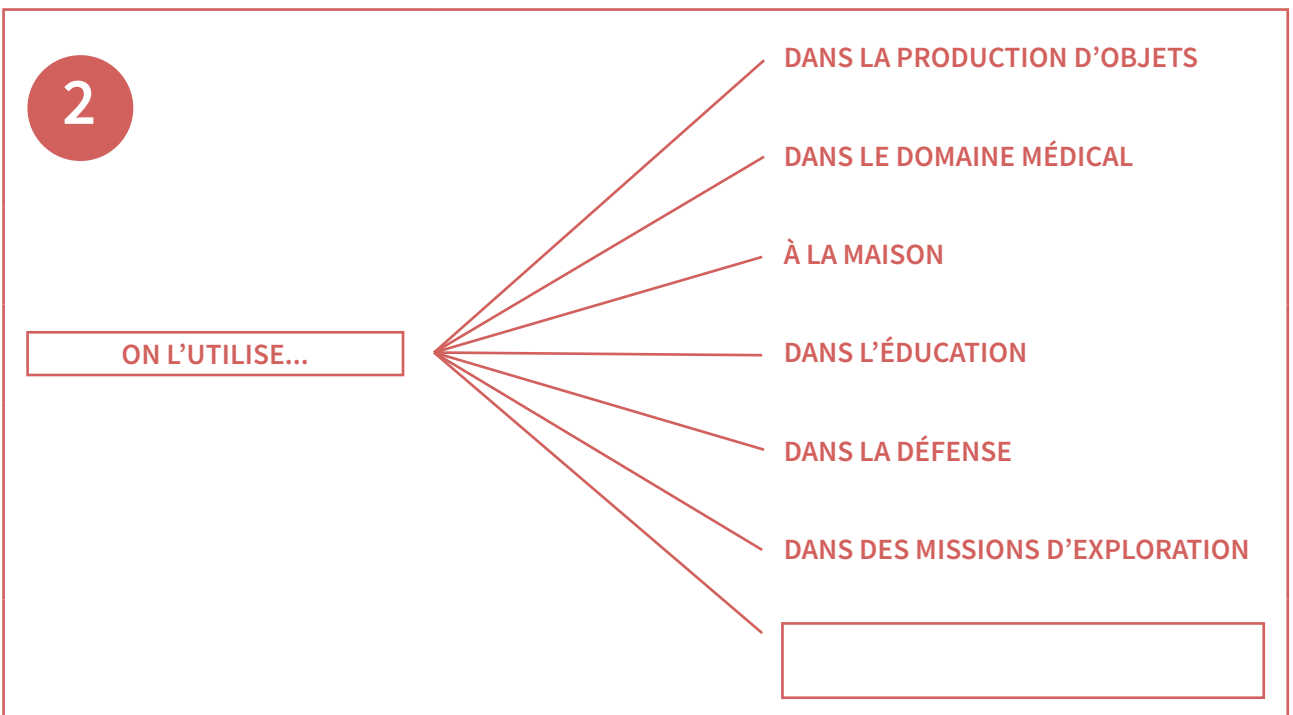 2
DANS LA PRODUCTION D’OBJETS
DANS LE DOMAINE MÉDICAL
À LA MAISON
ON L’UTILISE...
DANS L’ÉDUCATION
DANS LA DÉFENSE
DANS DES MISSIONS D’EXPLORATION